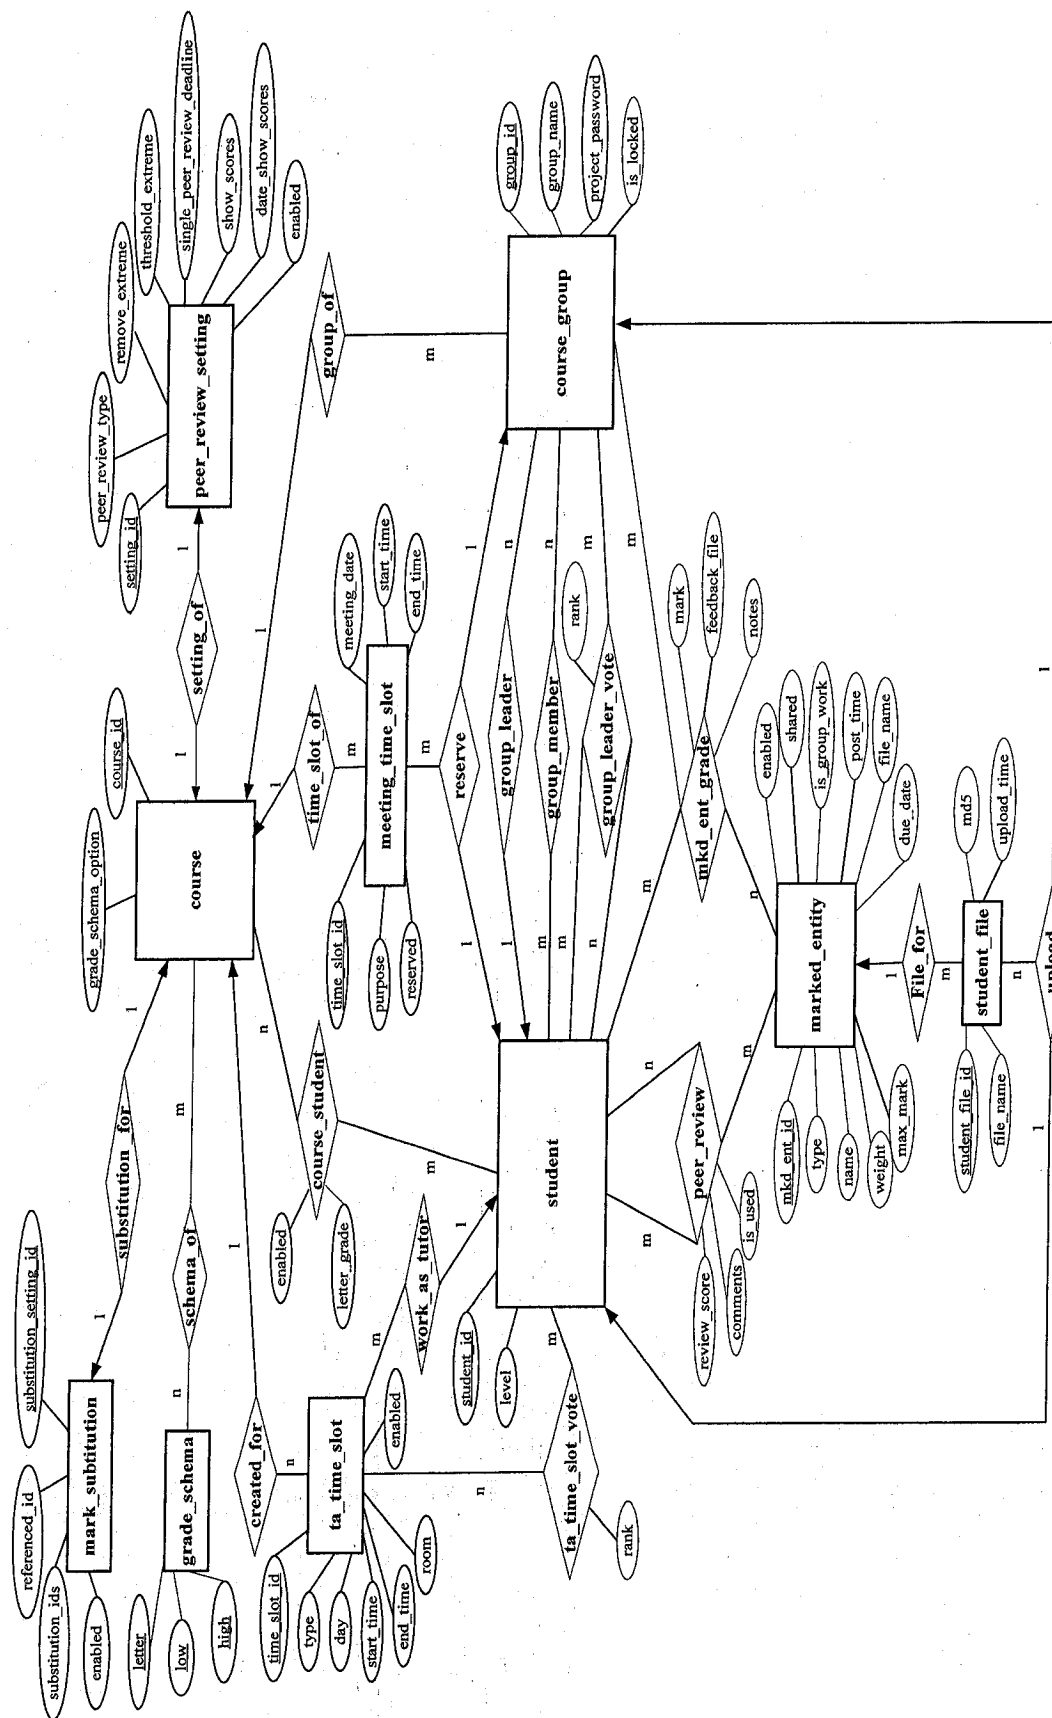 substitution_setting_id
referenced_id
substitution_ids
enabled
mark_substitution
1
substitution_for
1
letter
low
high
grade_schema
n
schema_of
m
grade_schema_option
course_id
course
1
setting_of
1
peer_review_setting
setting_id
peer_review_type
remove_extreme
threshold_extreme
single_peer_review_deadline
show_scores
date_show_scores
enabled
created_for
1
n
time_slot_id
type
day
start_time
end_time
room
enabled
ta_time_slot
m
work_as_tutor
1
n
ta_time_slot_vote
m
rank
enabled
letter_grade
course_student
n
m
1
time_slot_of
m
meeting_time_slot
time_slot_id
purpose
reserved
meeting_date
start_time
end_time
m
reserve
1
1
1
group_of
m
course_group
group_id
group_name
project_password
is_locked
student
student_id
level
1
group_leader
n
m
group_member
n
m
group_leader_vote
m
rank
n
m
mkd_ent_grade
m
n
mark
feedback_file
notes
n
m
m
peer_review
review_score
comments
is_used
marked_entity
mkd_ent_id
type
name
weight
max_mark
enabled
shared
is_group_work
post_time
file_name
due_date
1
File_for
m
student_file
student_file_id
file_name
md5
upload_time
n
1
upload
1